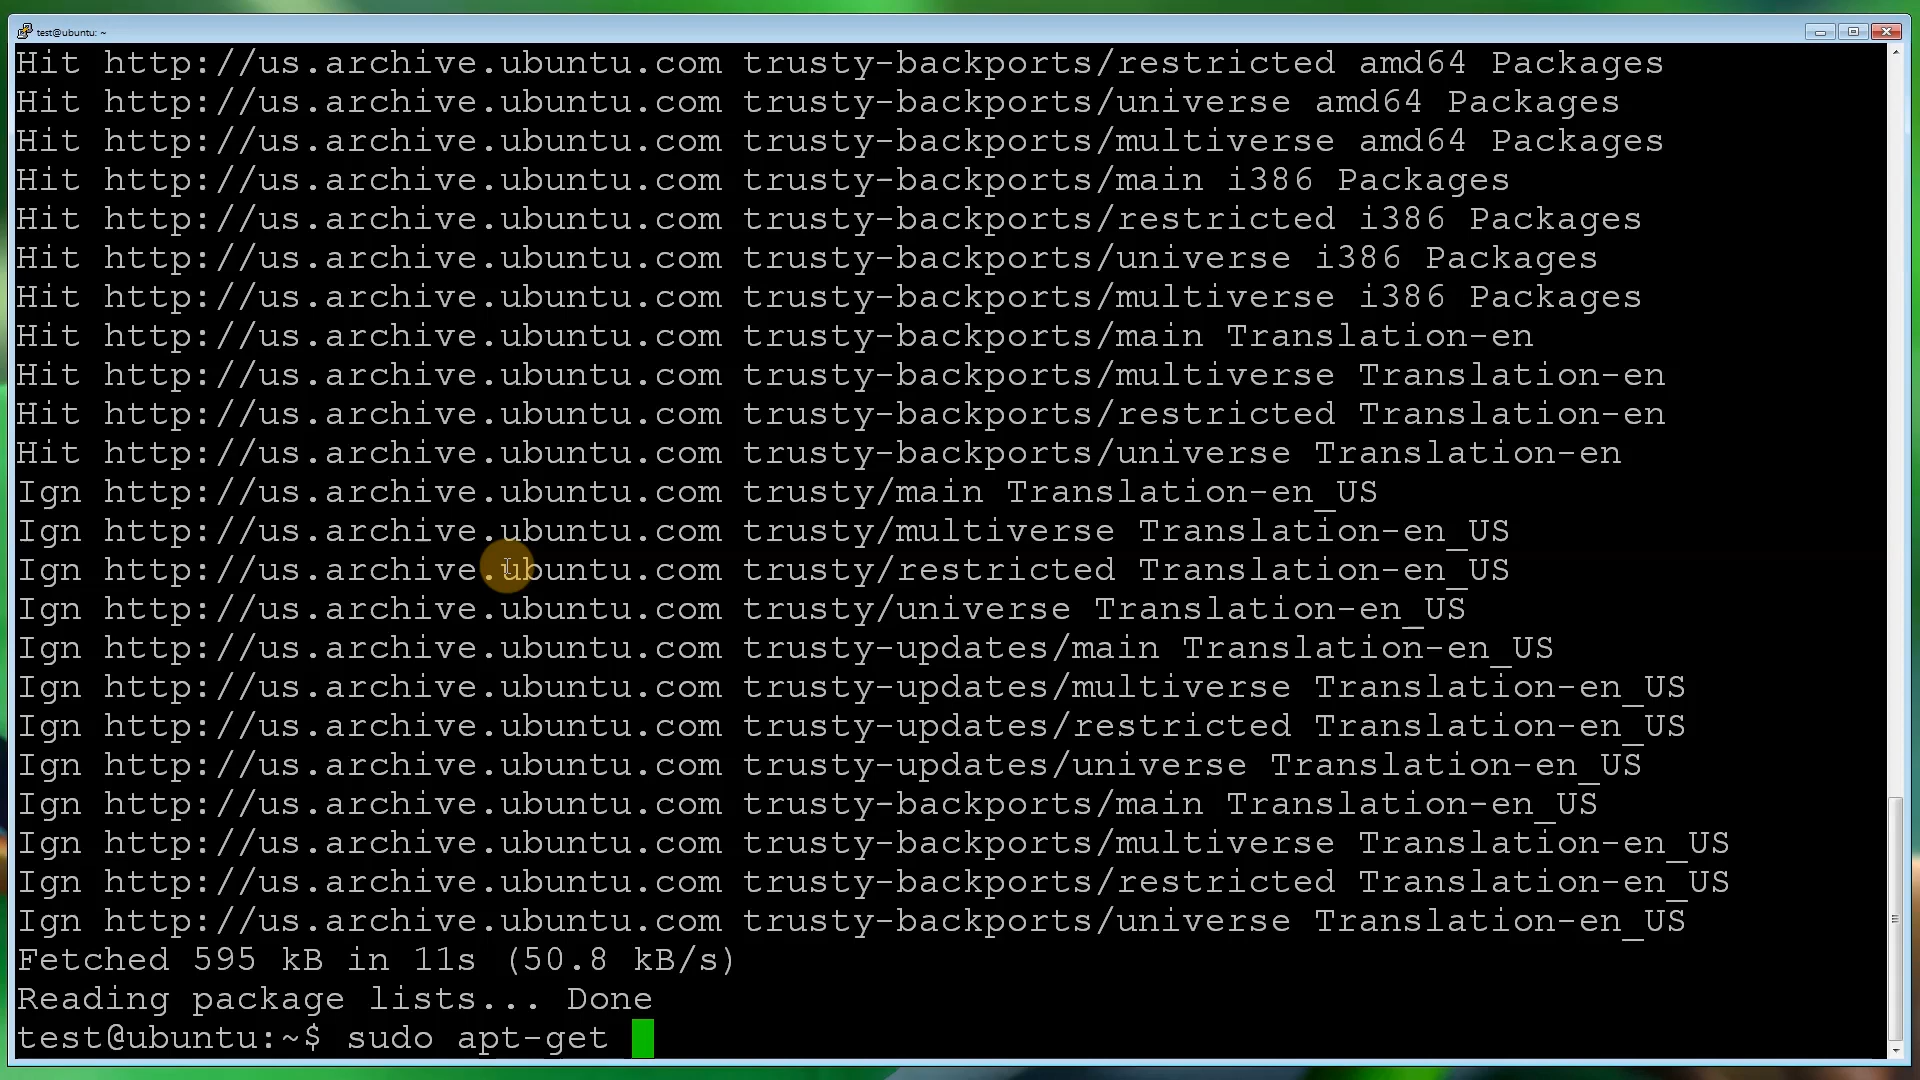 test@ubuntu: ~
Hit http://us.archive.ubuntu.com trusty-backports/restricted amd64 Packages
Hit http://us.archive.ubuntu.com trusty-backports/universe amd64 Packages
Hit http://us.archive.ubuntu.com trusty-backports/multiverse amd64 Packages
Hit http://us.archive.ubuntu.com trusty-backports/main i386 Packages
Hit http://us.archive.ubuntu.com trusty-backports/restricted i386 Packages
Hit http://us.archive.ubuntu.com trusty-backports/universe i386 Packages
Hit http://us.archive.ubuntu.com trusty-backports/multiverse i386 Packages
Hit http://us.archive.ubuntu.com trusty-backports/main Translation-en
Hit http://us.archive.ubuntu.com trusty-backports/multiverse Translation-en
Hit http://us.archive.ubuntu.com trusty-backports/restricted Translation-en
Hit http://us.archive.ubuntu.com trusty-backports/universe Translation-en
Ign http://us.archive.ubuntu.com trusty/main Translation-en_US
Ign http://us.archive.ubuntu.com trusty/multiverse Translation-en_US
Ign http://us.archive.ubuntu.com trusty/restricted Translation-en_US
Ign http://us.archive.ubuntu.com trusty/universe Translation-en_US
Ign http://us.archive.ubuntu.com trusty-updates/main Translation-en_US
Ign http://us.archive.ubuntu.com trusty-updates/multiverse Translation-en_US
Ign http://us.archive.ubuntu.com trusty-updates/restricted Translation-en_US
Ign http://us.archive.ubuntu.com trusty-updates/universe Translation-en_US
Ign http://us.archive.ubuntu.com trusty-backports/main Translation-en_US
Ign http://us.archive.ubuntu.com trusty-backports/multiverse Translation-en_US
Ign http://us.archive.ubuntu.com trusty-backports/restricted Translation-en_US
Ign http://us.archive.ubuntu.com trusty-backports/universe Translation-en_US
Fetched 595 kB in 11s (50.8 kB/s)
Reading package lists... Done
test@ubuntu:~$ sudo apt-get